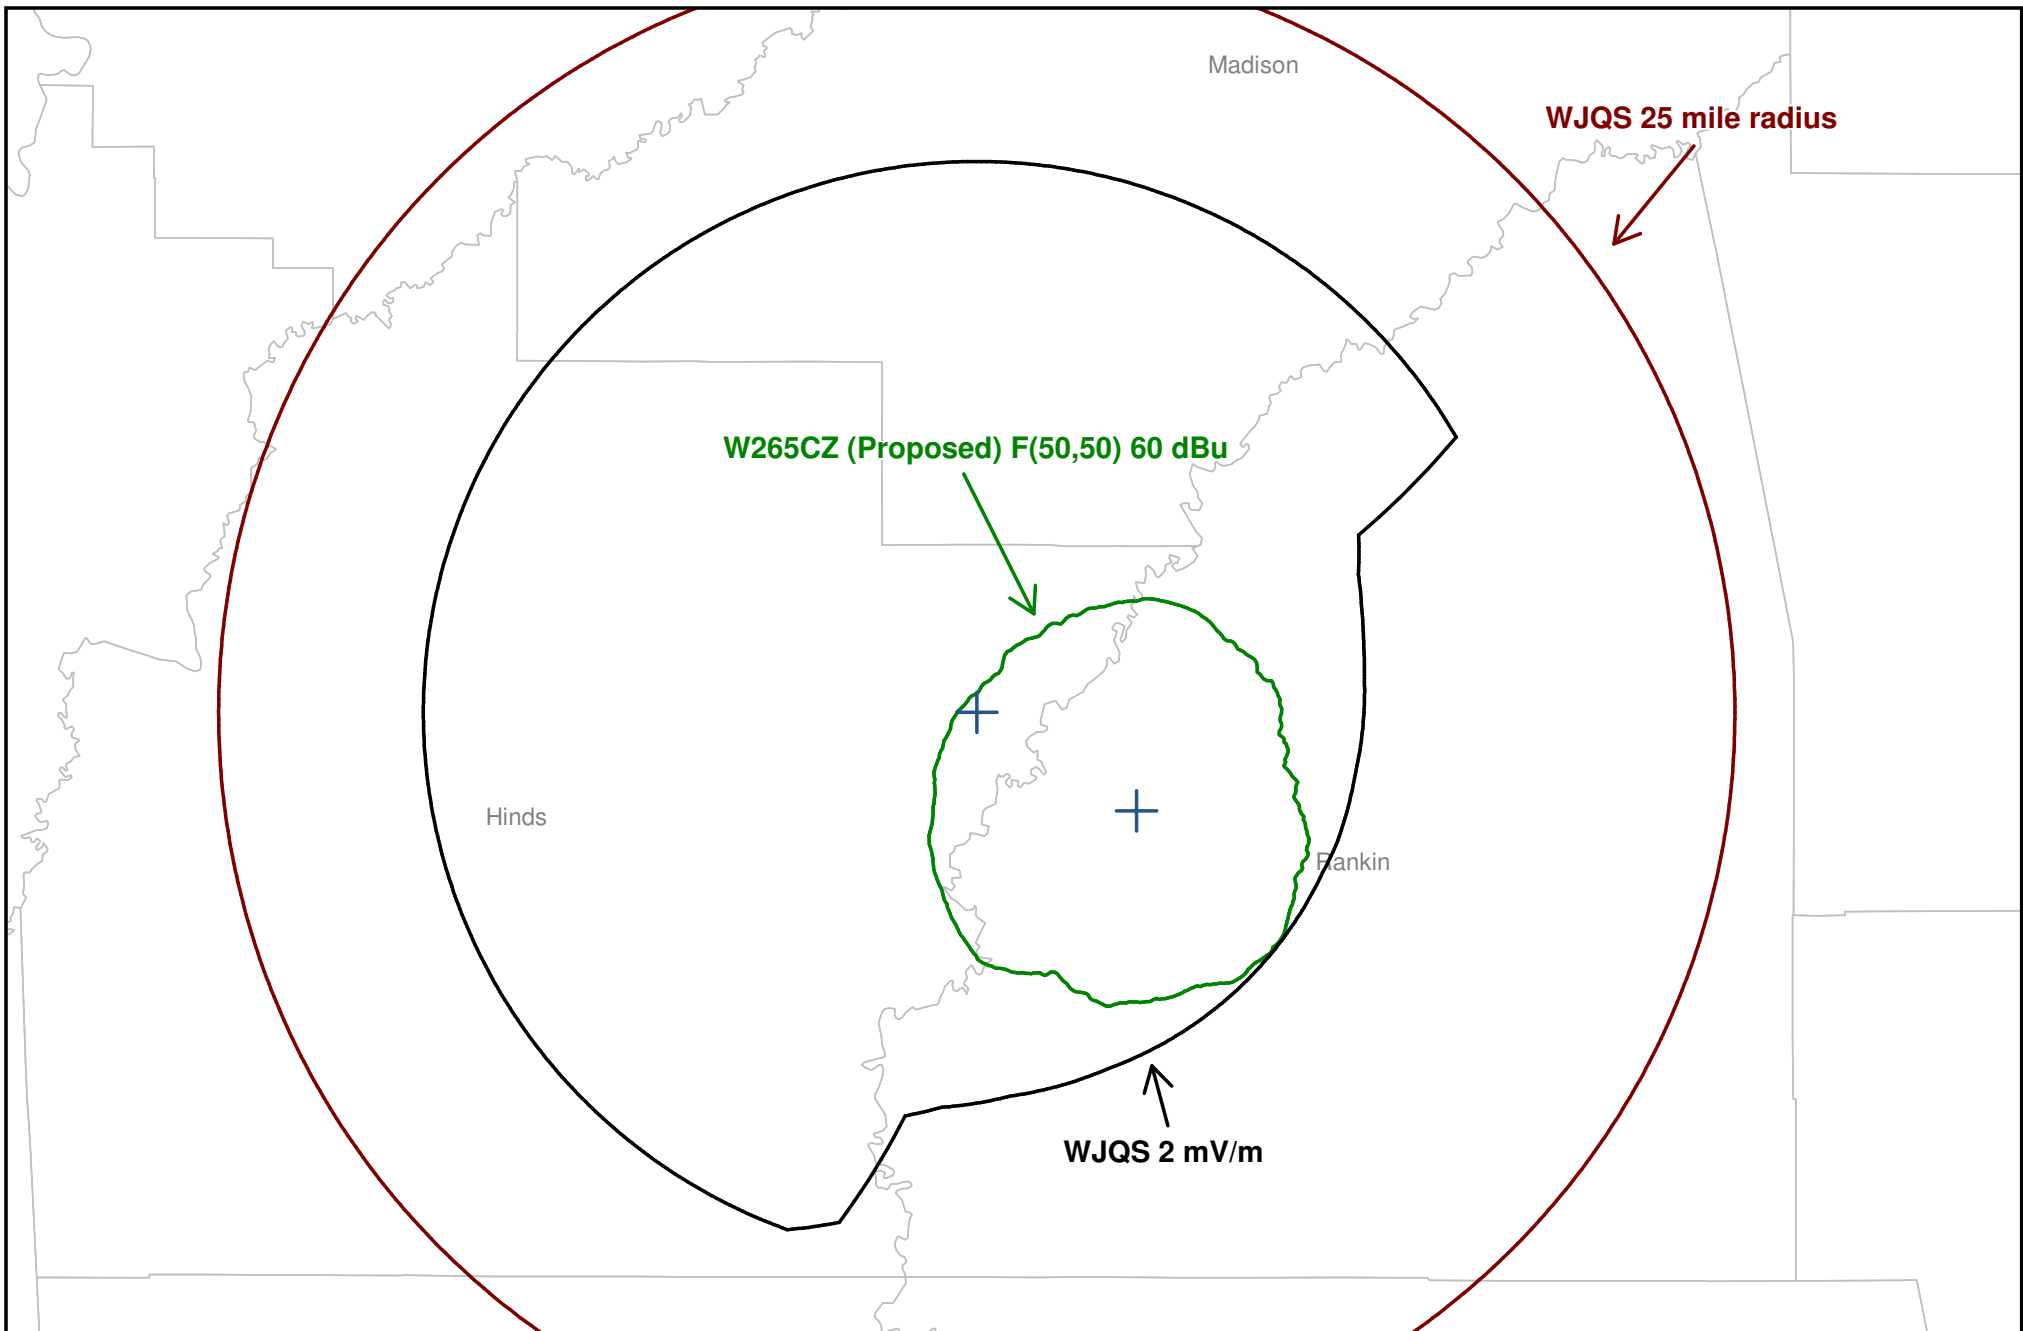 Madison
WJQS 25 mile radius
W265CZ (Proposed) F(50,50) 60 dBu
Hinds
Rankin
WJQS 2 mV/m